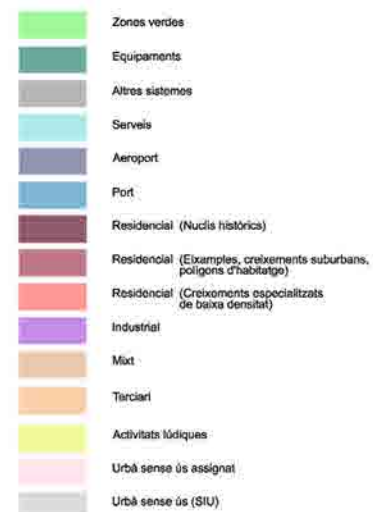 Zones verdes
Equipaments
Altres sistemes
Serveis
Aeroport
Port
Residencial (Nuclis històrics)
Residencial (Eixamples, creixements suburbans,
polígons d'habitatge)
Residencial (Creixements especialitzats
de baixa densitat)
Industrial
Mixt
Terciari
Activitats lúdiques
Urbà sense ús assignat
Urbà sense ús (SIU)